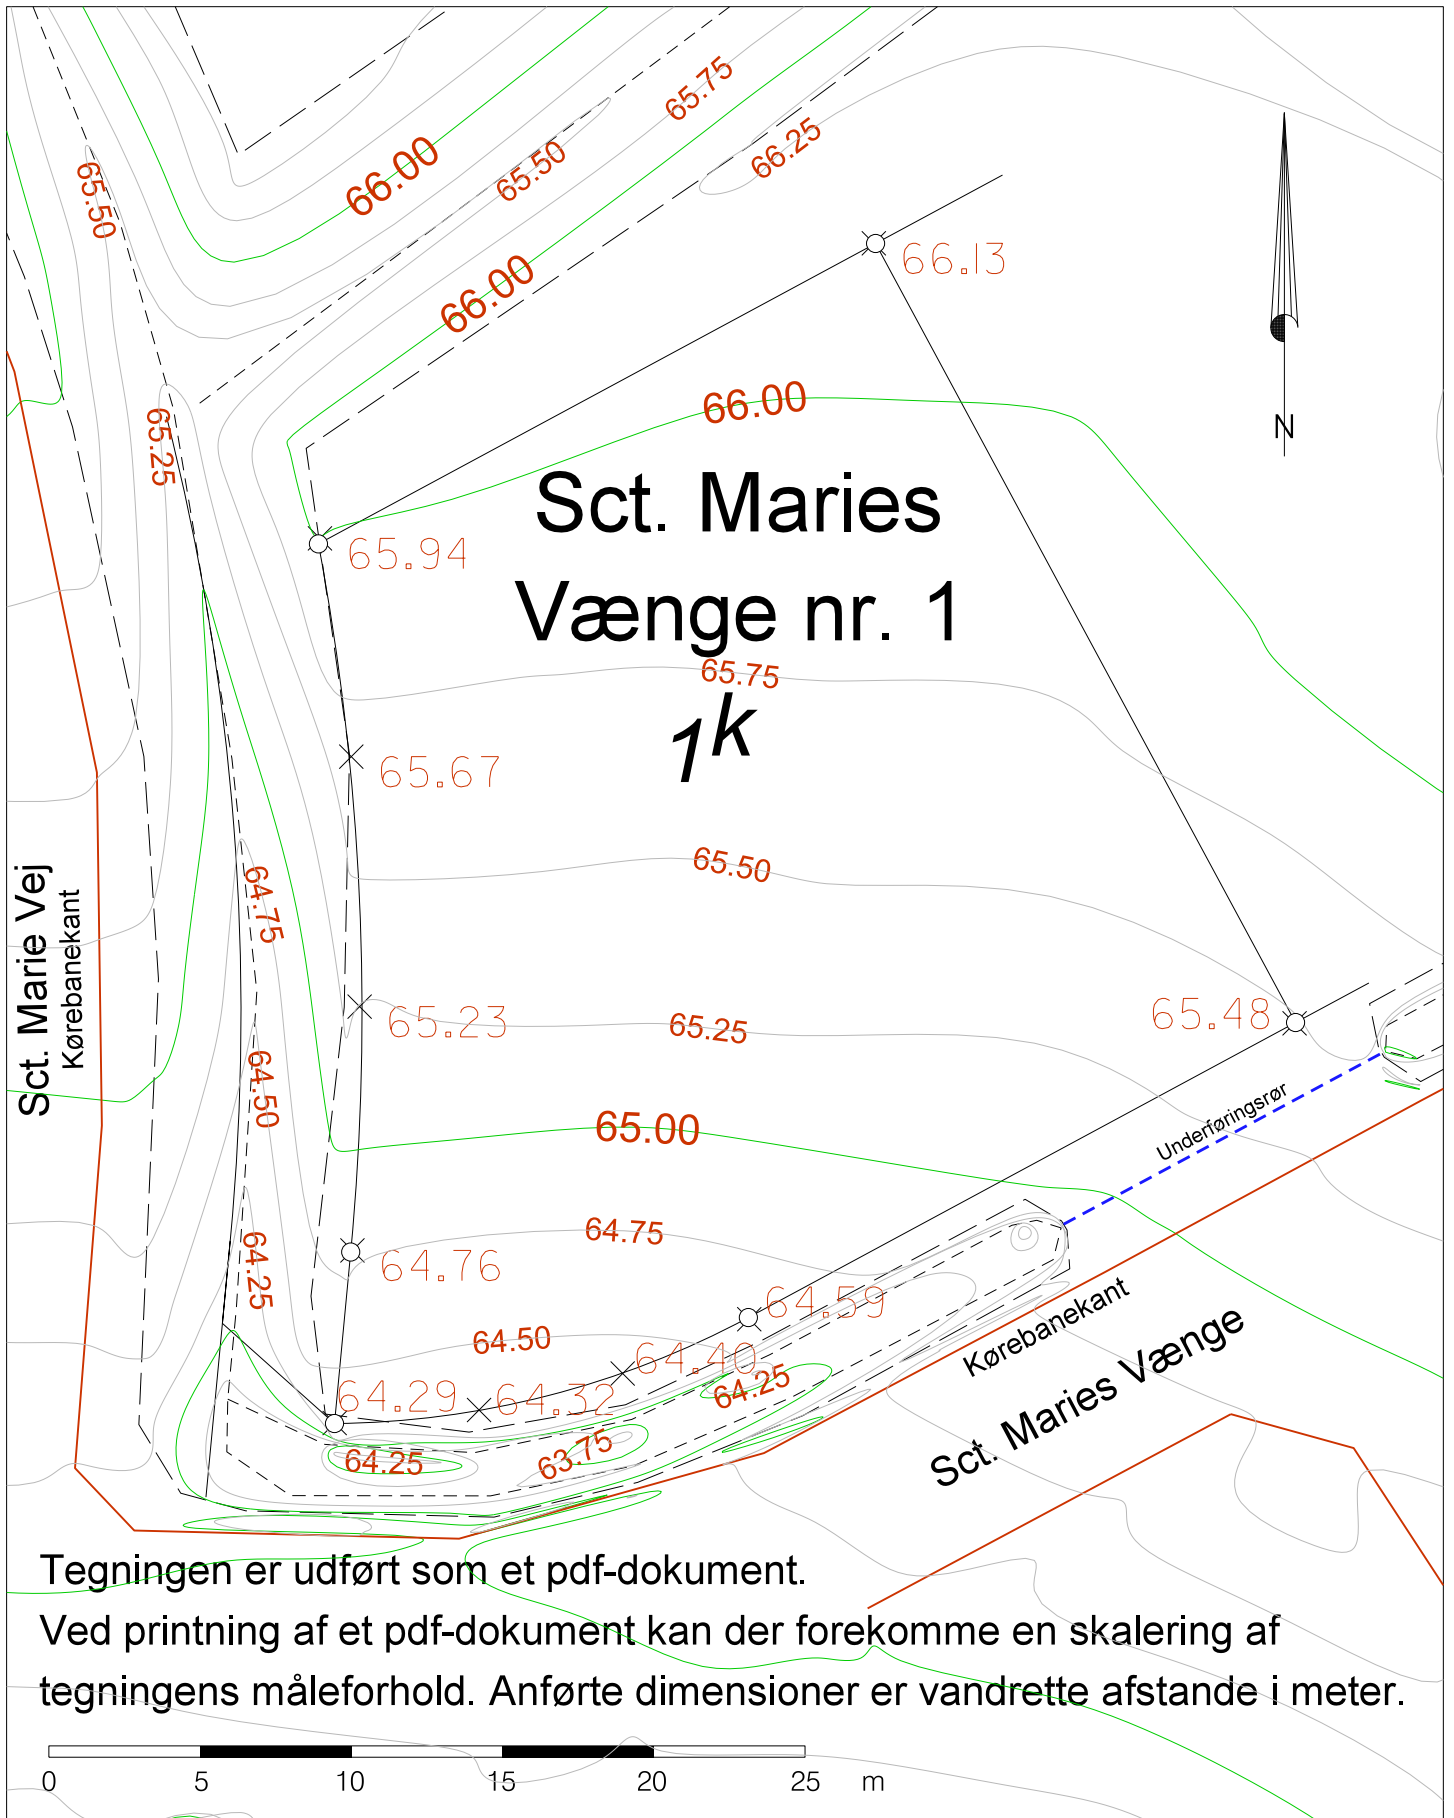 65.75
66.25
66.00
65.50
65.50
66.13
66.00
66.00
N
65.25
Sct. Maries
65.94
Vænge nr. 1
65.75
1k
65.67
65.50
64.75
Sct. Marie Vej
Kørebanekant
65.23
65.25
65.48
64.50
65.00
Underføringsrør
64.75
64.25
64.76
64.59
Kørebanekant
64.50
64.40
Sct. Maries Vænge
64.29
64.32
64.25
64.25
63.75
Tegningen er udført som et pdf-dokument.
Ved printning af et pdf-dokument kan der forekomme en skalering af
tegningens måleforhold. Anførte dimensioner er vandrette afstande i meter.
0 5 10 15 20 25 m